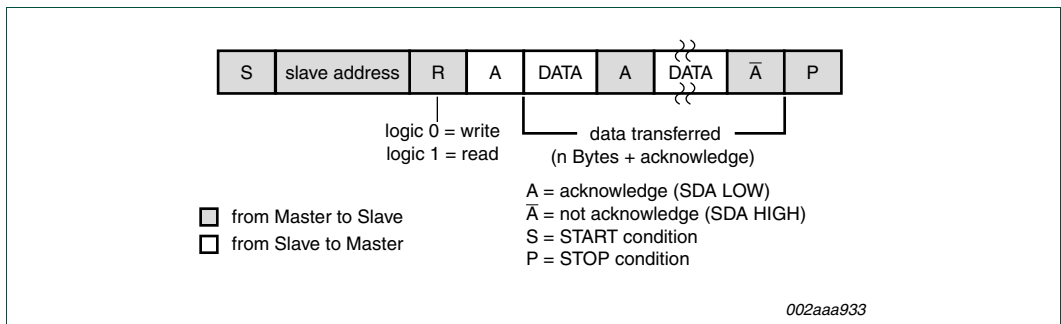 S slave address R A DATA A DATA A̅ P
logic 0 = write
logic 1 = read
data transferred
(n Bytes + acknowledge)
A = acknowledge (SDA LOW)
A̅ = not acknowledge (SDA HIGH)
S = START condition
P = STOP condition
from Master to Slave
from Slave to Master
002aaa933